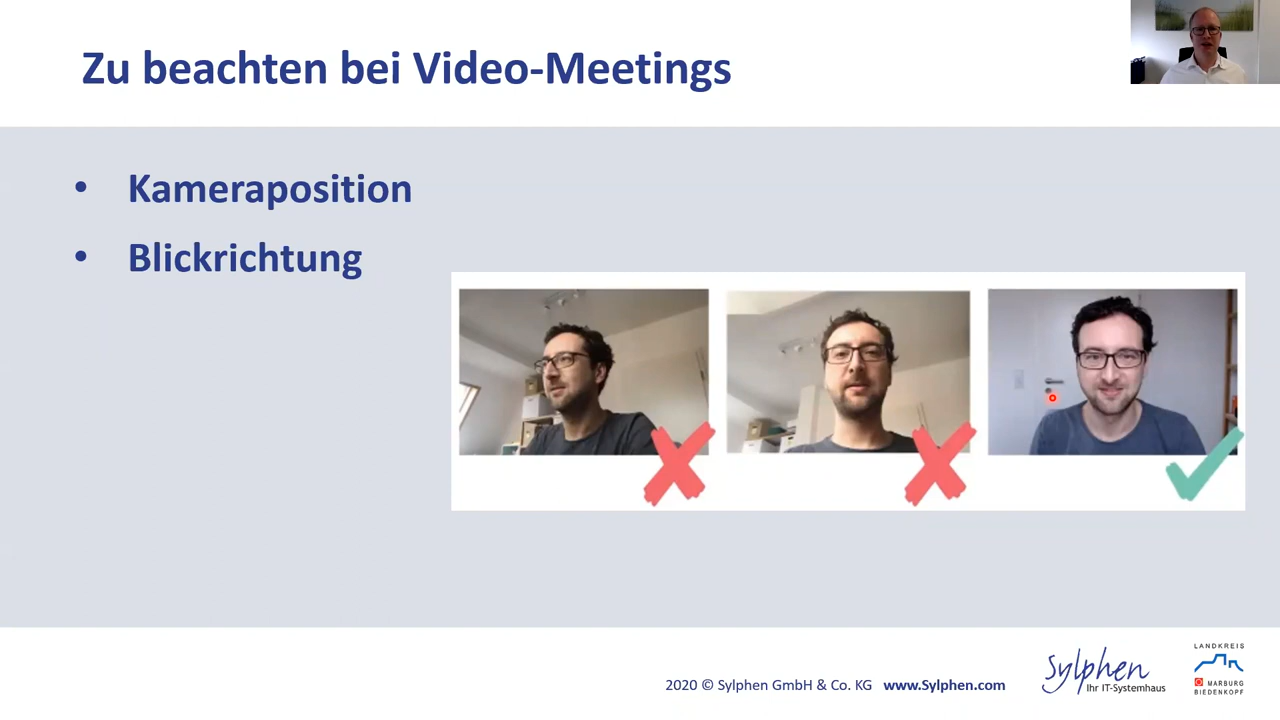 Zu beachten bei Video-Meetings
• Kameraposition
• Blickrichtung
2020 © Sylphen GmbH & Co. KG www.Sylphen.com
Sylphen
Ihr IT-Systemhaus
LANDKREIS
MARBURG
BIEDENKOPF